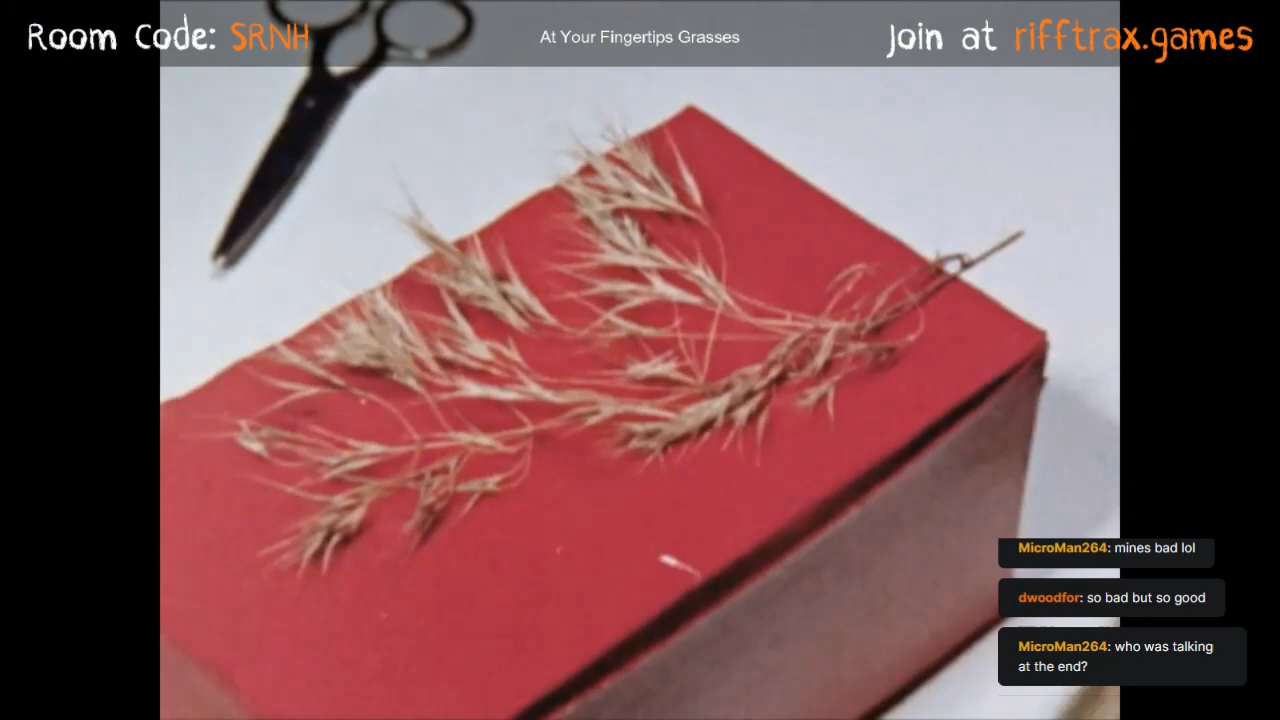 Room Code: SRNH
At Your Fingertips Grasses
Join at rifftrax.games
MicroMan264: mines bad lol
dwoodfor: so bad but so good
MicroMan264: who was talking
at the end?